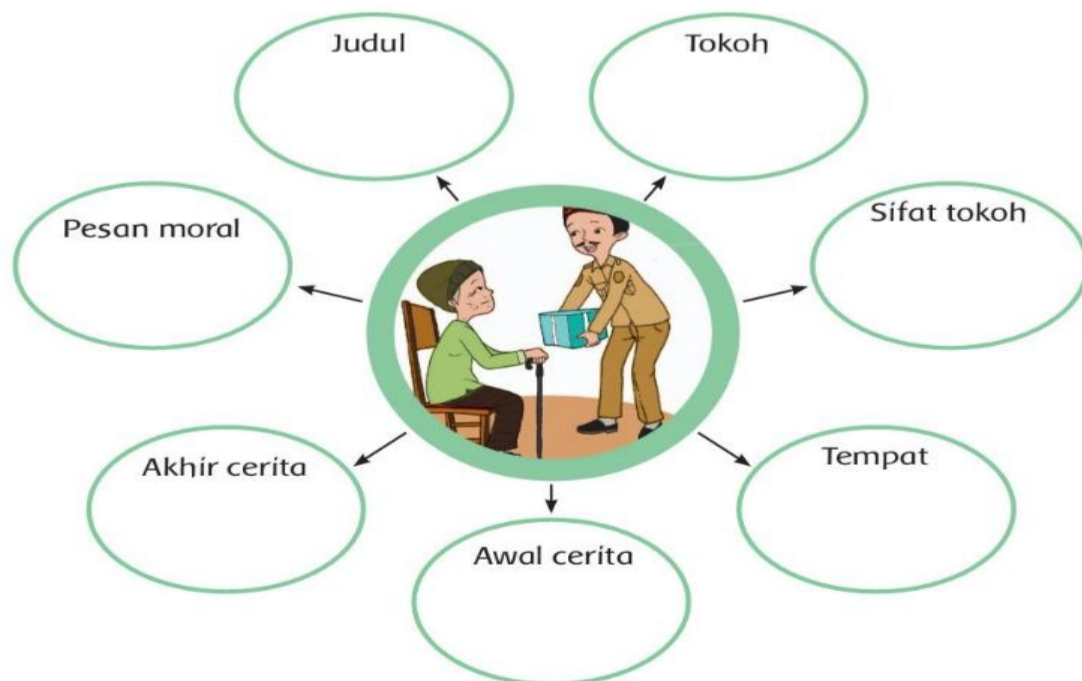 Judul
Tokoh
Pesan moral
Sifat tokoh
Akhir cerita
Tempat
Awal cerita